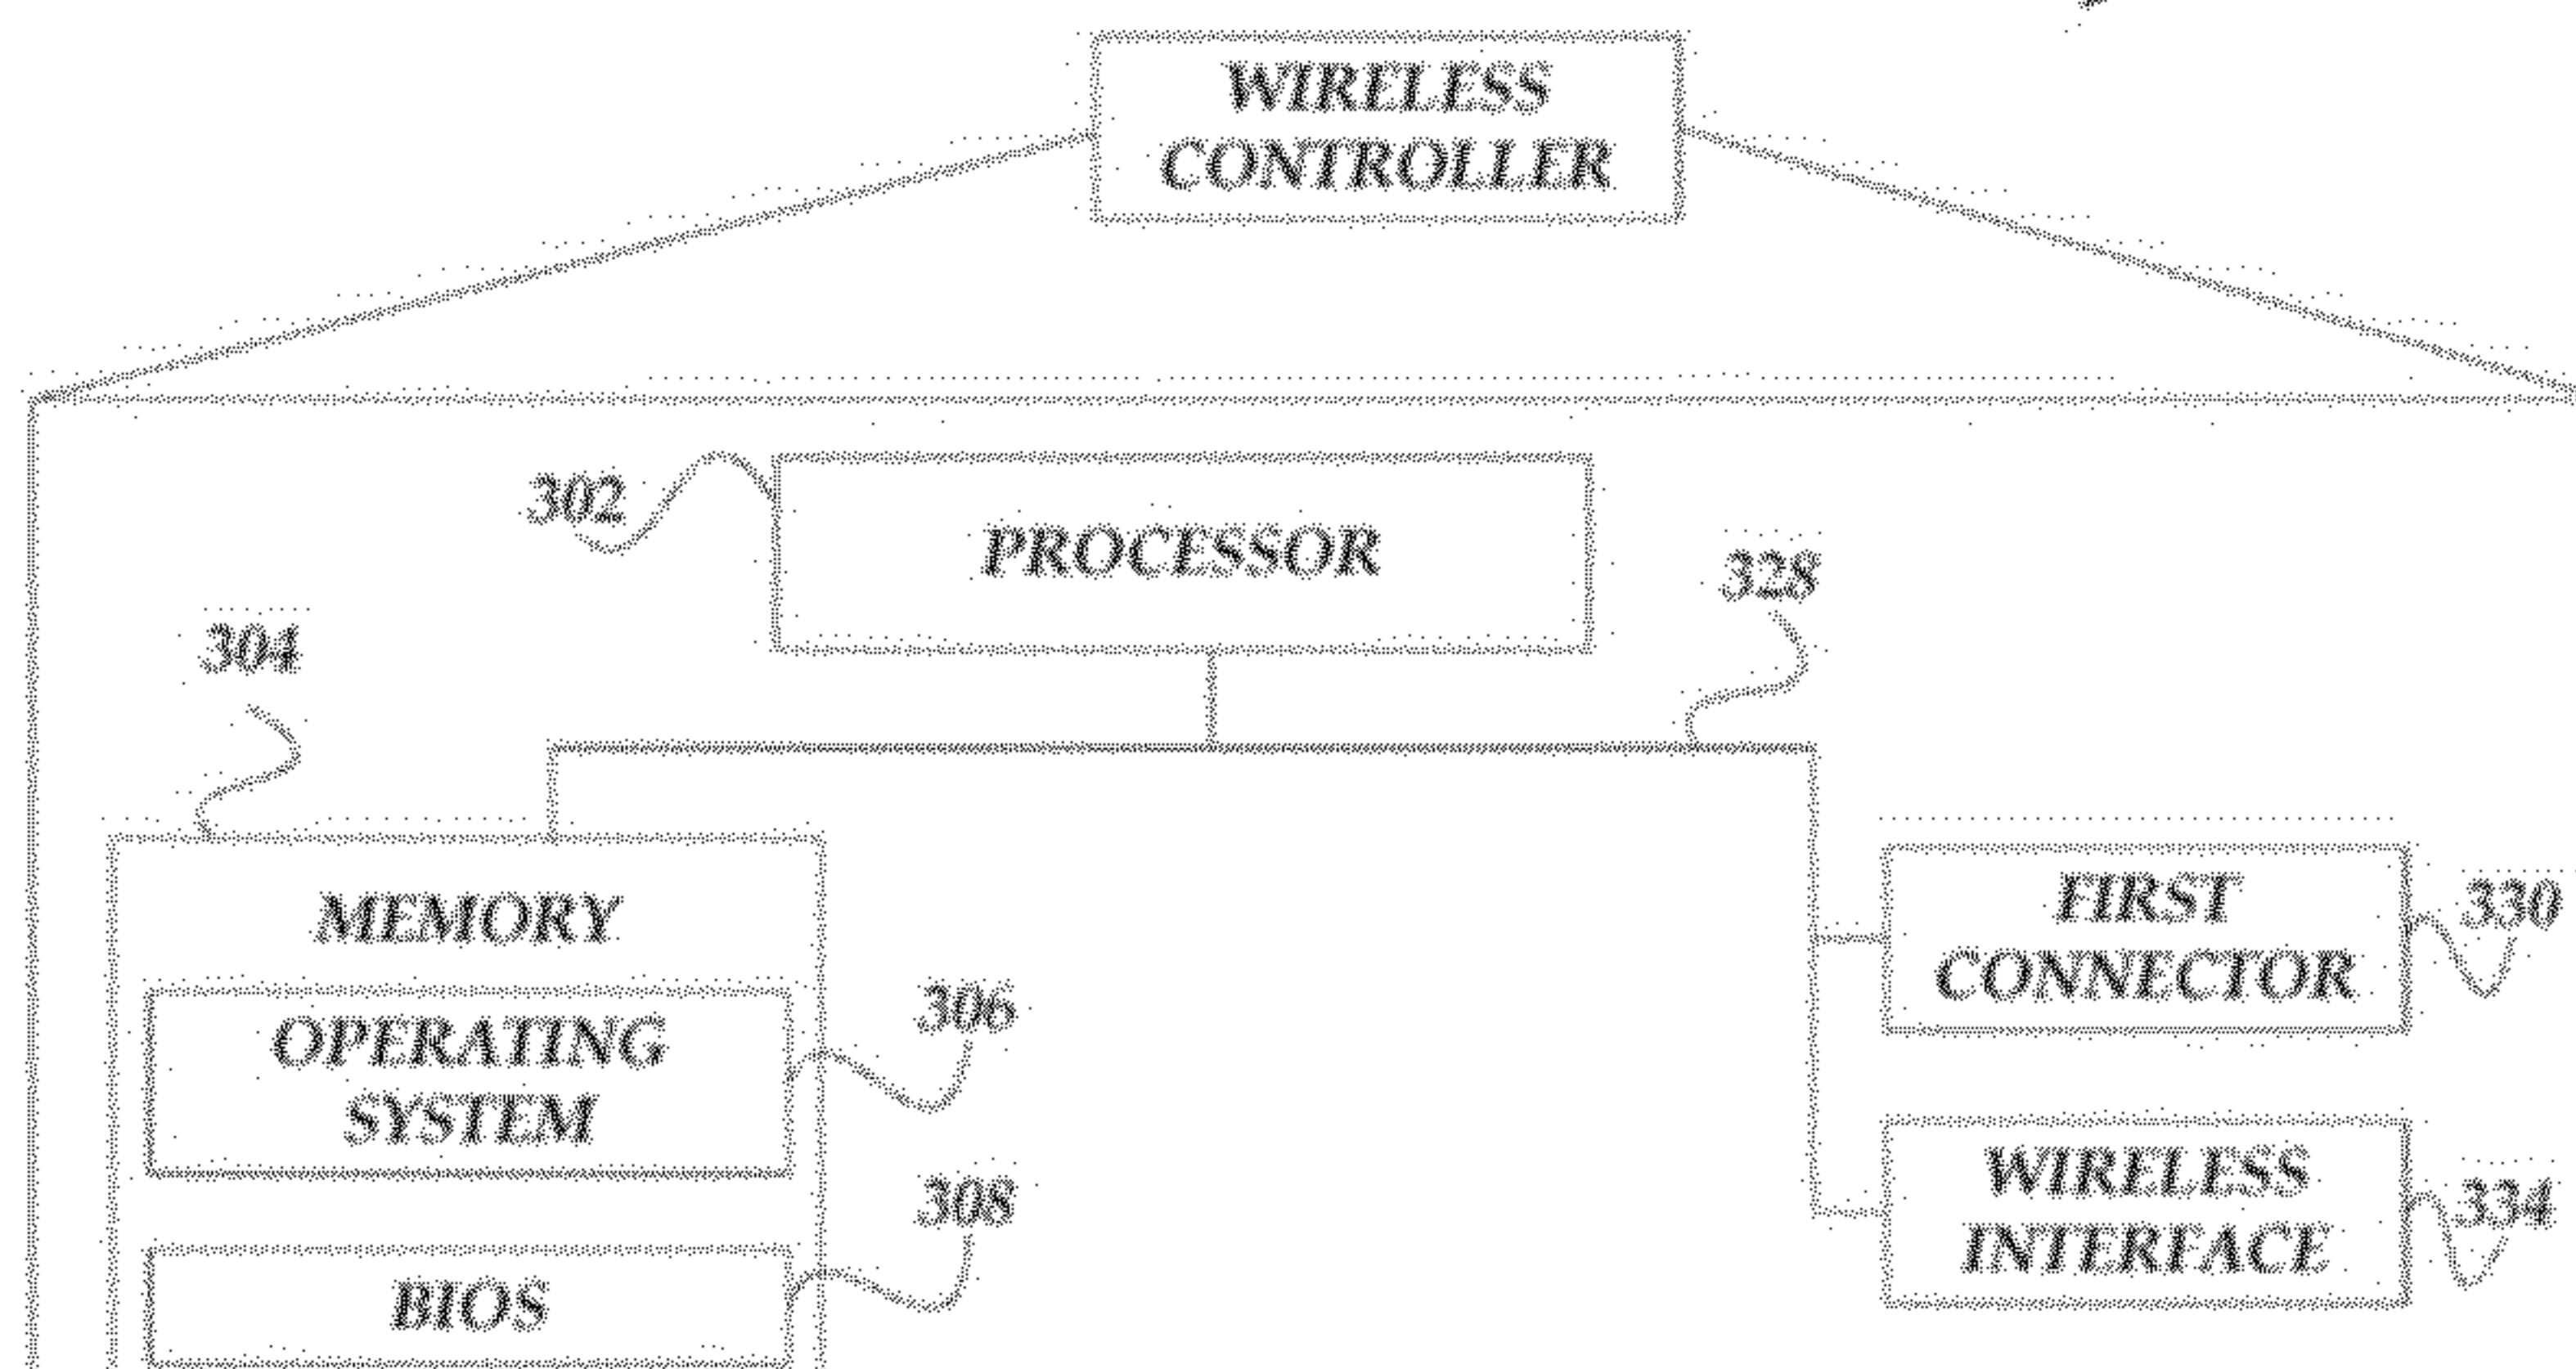 WIRELESS
CONTROLLER
302
PROCESSOR
328
304
MEMORY
FIRST
CONNECTOR
330
OPERATING
SYSTEM
306
WIRELESS
INTERFACE
334
308
BIOS